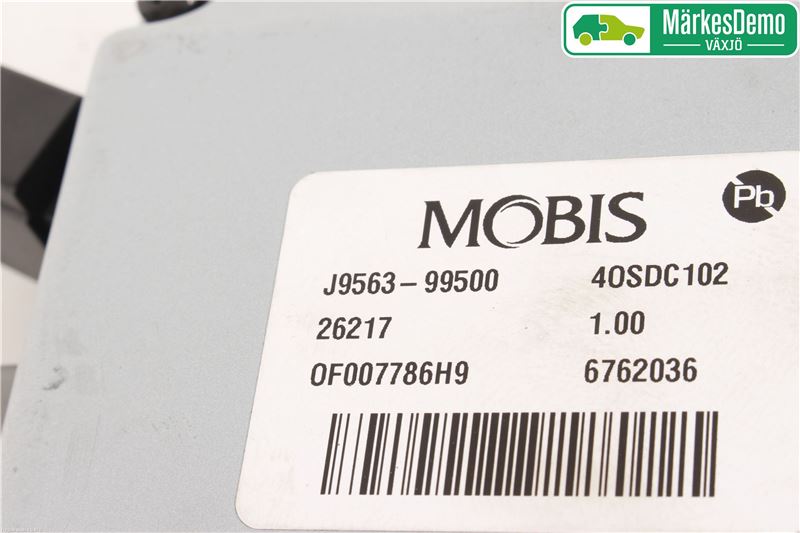 MärkesDemo
VÄXJÖ
MOBIS
Pb
J9563-99500 40SDC102
26217 1.00
0F007786H9 6762036